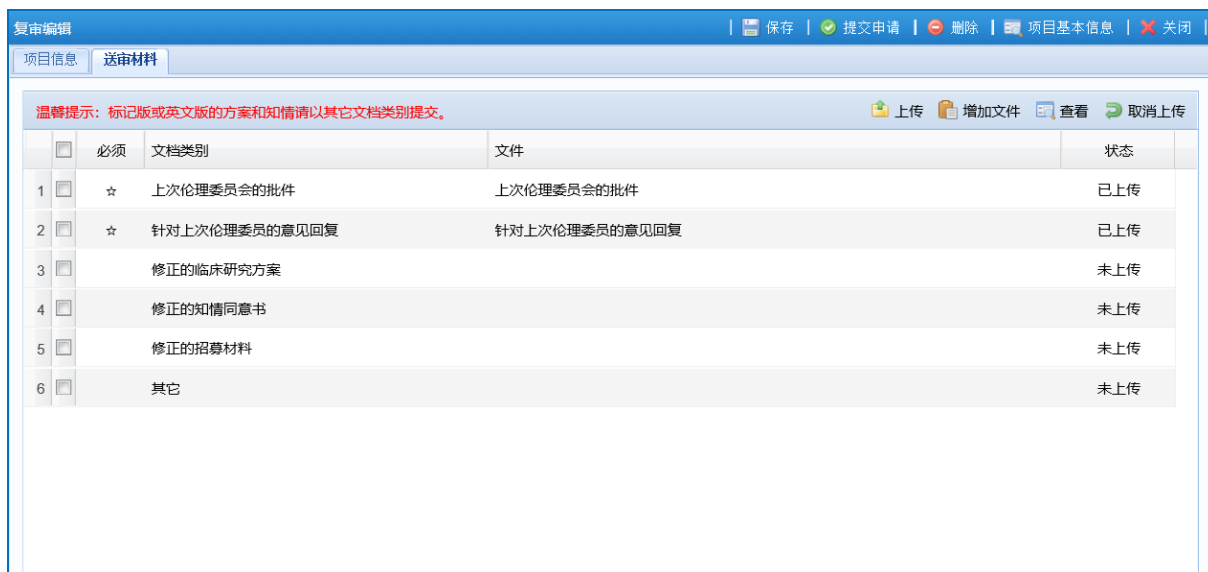 复审编辑 | 保存 | 提交申请 | 删除 | 项目基本信息 | 关闭 |
项目信息 送审材料
温馨提示：标记版或英文版的方案和知情请以其它文档类别提交。 上传 增加文件 查看 取消上传
必须 文档类别 文件 状态
1 ☆ 上次伦理委员会的批件 上次伦理委员会的批件 已上传
2 ☆ 针对上次伦理委员的意见回复 针对上次伦理委员的意见回复 已上传
3 修正的临床研究方案 未上传
4 修正的知情同意书 未上传
5 修正的招募材料 未上传
6 其它 未上传